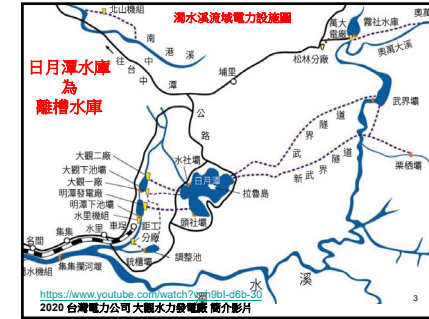 濁水溪流域電力設施圖
日月潭水庫
為
離槽水庫
北山機組
南港溪
往台中
中潭公路
埔里
萬大電廠
霧社水庫
奧萬大溪
松林分廠
武界壩
武界隧道
新武界隧道
栗栖壩
大觀二廠
大觀下池壩
大觀一廠
明潭發電廠
明潭下池壩
水里機組
水社壩
日月潭
拉魯島
頭社壩
車埕
水里
集集
名間
鉅工分廠
調整池
銃櫃壩
集集攔河堰
水機組
水溪
https://www.youtube.com/watch?v=h9bI-d6b-30
2020 台灣電力公司 大觀水力發電廠 簡介影片
3